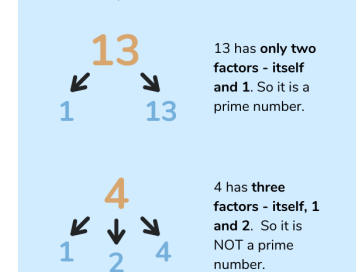 13
1 13
13 has only two
factors - itself
and 1. So it is a
prime number.
4
1 2 4
4 has three
factors - itself, 1
and 2. So it is
NOT a prime
number.